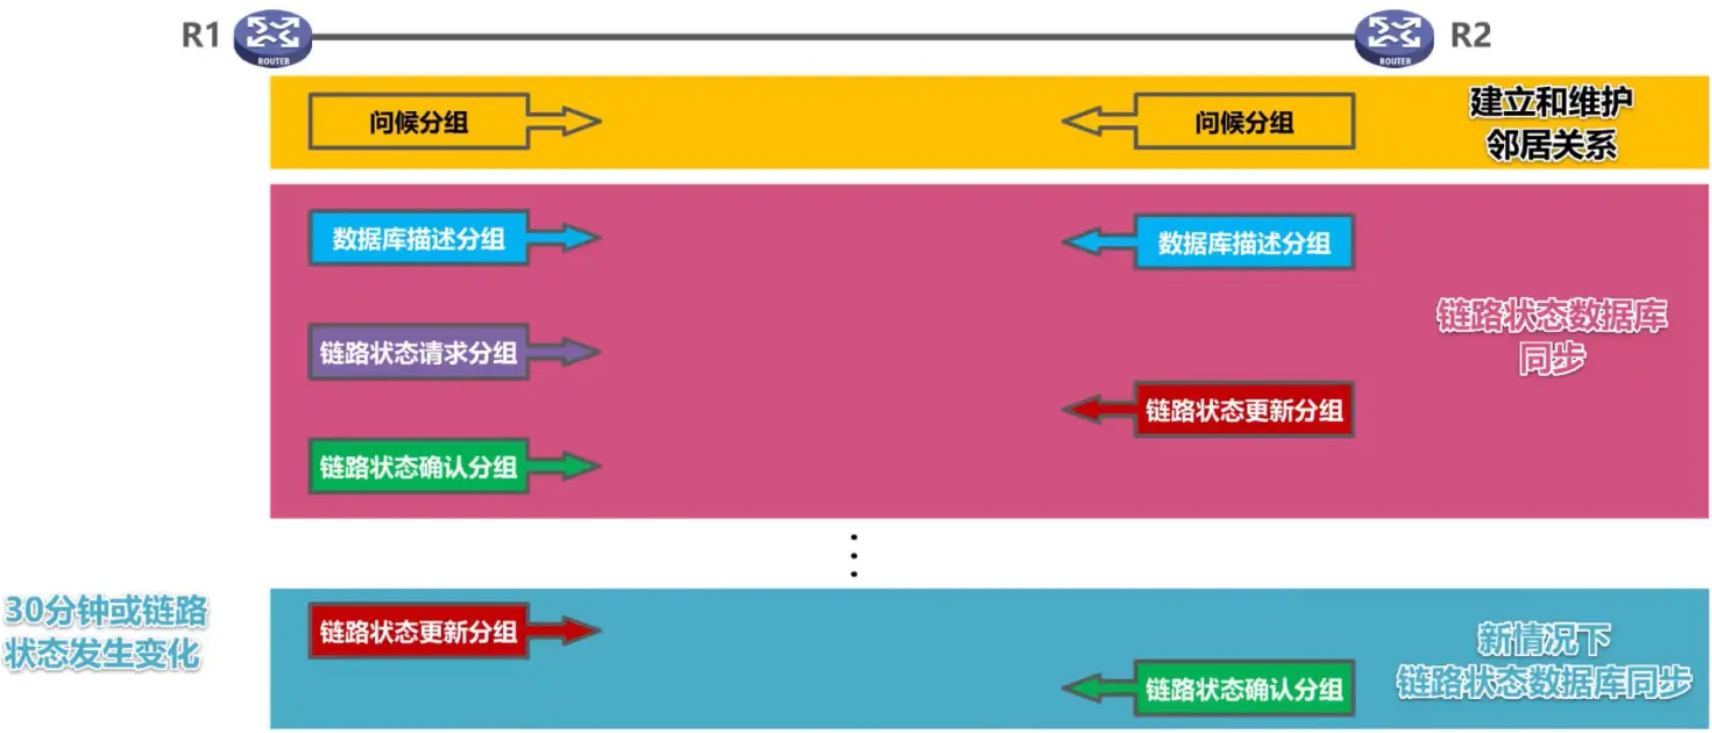 R1
R2
ROUTER
ROUTER
问候分组
问候分组
建立和维护
邻居关系
数据库描述分组
数据库描述分组
链路状态请求分组
链路状态数据库
同步
链路状态更新分组
链路状态确认分组
30分钟或链路
状态发生变化
链路状态更新分组
新情况下
链路状态数据库同步
链路状态确认分组